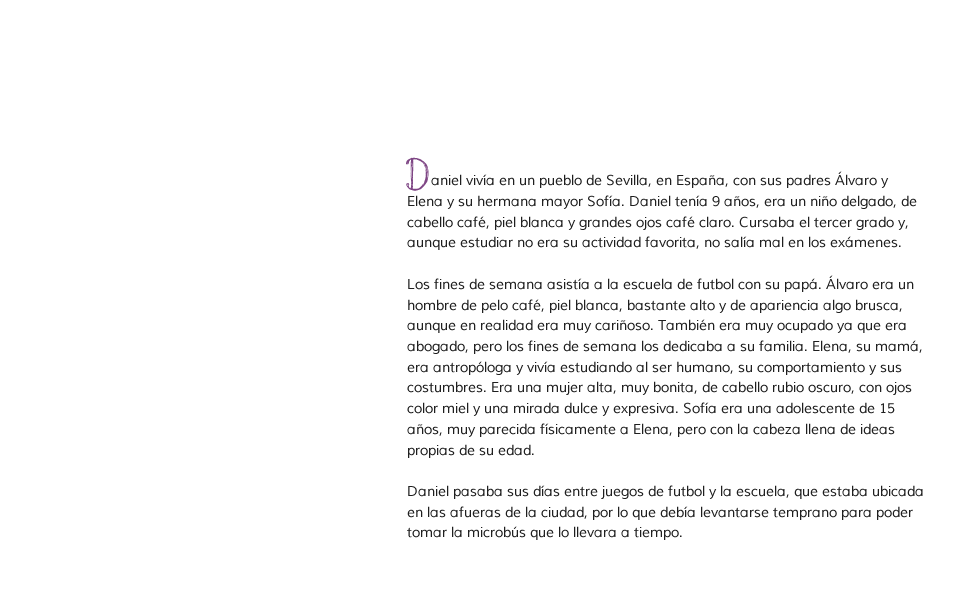 Daniel vivía en un pueblo de Sevilla, en España, con sus padres Álvaro y
Elena y su hermana mayor Sofía. Daniel tenía 9 años, era un niño delgado, de
cabello café, piel blanca y grandes ojos café claro. Cursaba el tercer grado y,
aunque estudiar no era su actividad favorita, no salía mal en los exámenes.
Los fines de semana asistía a la escuela de futbol con su papá. Álvaro era un
hombre de pelo café, piel blanca, bastante alto y de apariencia algo brusca,
aunque en realidad era muy cariñoso. También era muy ocupado ya que era
abogado, pero los fines de semana los dedicaba a su familia. Elena, su mamá,
era antropóloga y vivía estudiando al ser humano, su comportamiento y sus
costumbres. Era una mujer alta, muy bonita, de cabello rubio oscuro, con ojos
color miel y una mirada dulce y expresiva. Sofía era una adolescente de 15
años, muy parecida físicamente a Elena, pero con la cabeza llena de ideas
propias de su edad.
Daniel pasaba sus días entre juegos de futbol y la escuela, que estaba ubicada
en las afueras de la ciudad, por lo que debía levantarse temprano para poder
tomar la microbús que lo llevara a tiempo.